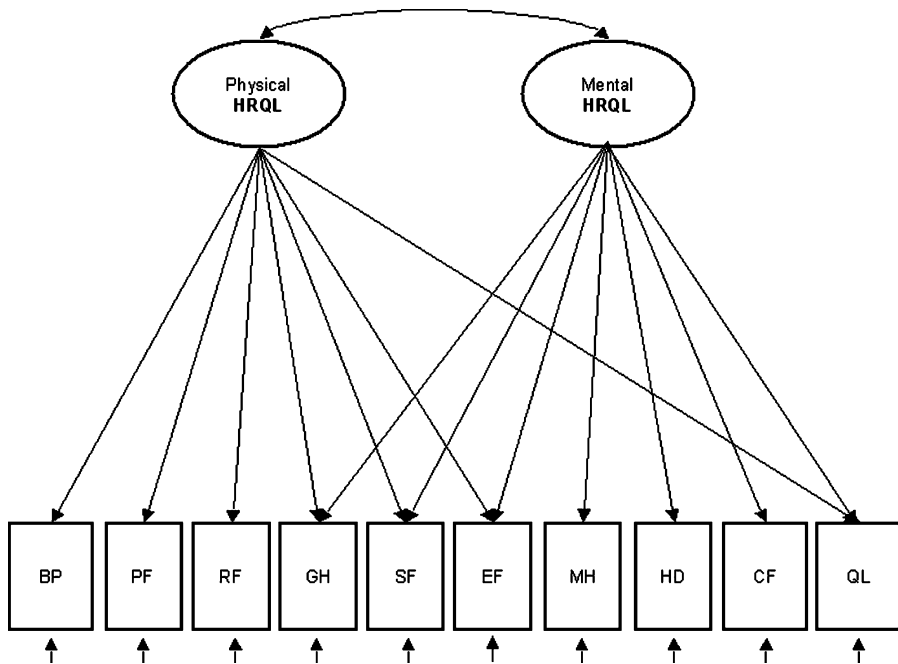 Physical
HRQL
Mental
HRQL
BP
PF
RF
GH
SF
EF
MH
HD
CF
QL